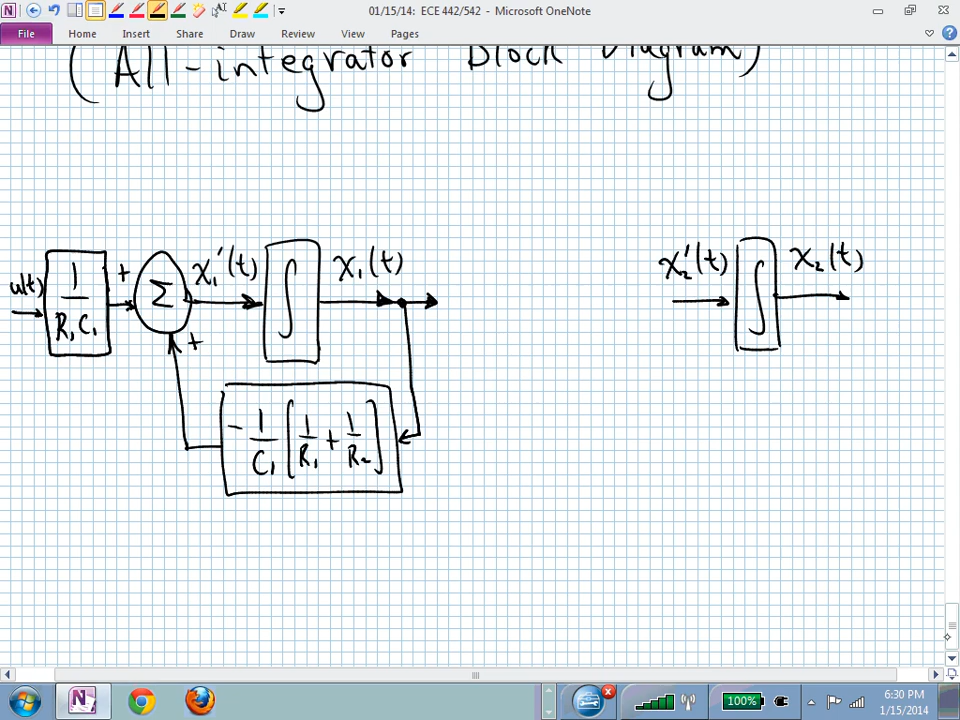 01/15/14: ECE 442/542 - Microsoft OneNote
File Home Insert Share Draw Review View Pages
(All-integrator Block Diagram)
u(t) 1/R₁C₁ + Σ + x₁'(t) ∫ x₁(t)
x₂'(t) ∫ x₂(t)
-1/C₁ [1/R₁ + 1/R₂]
100%
6:30 PM
1/15/2014